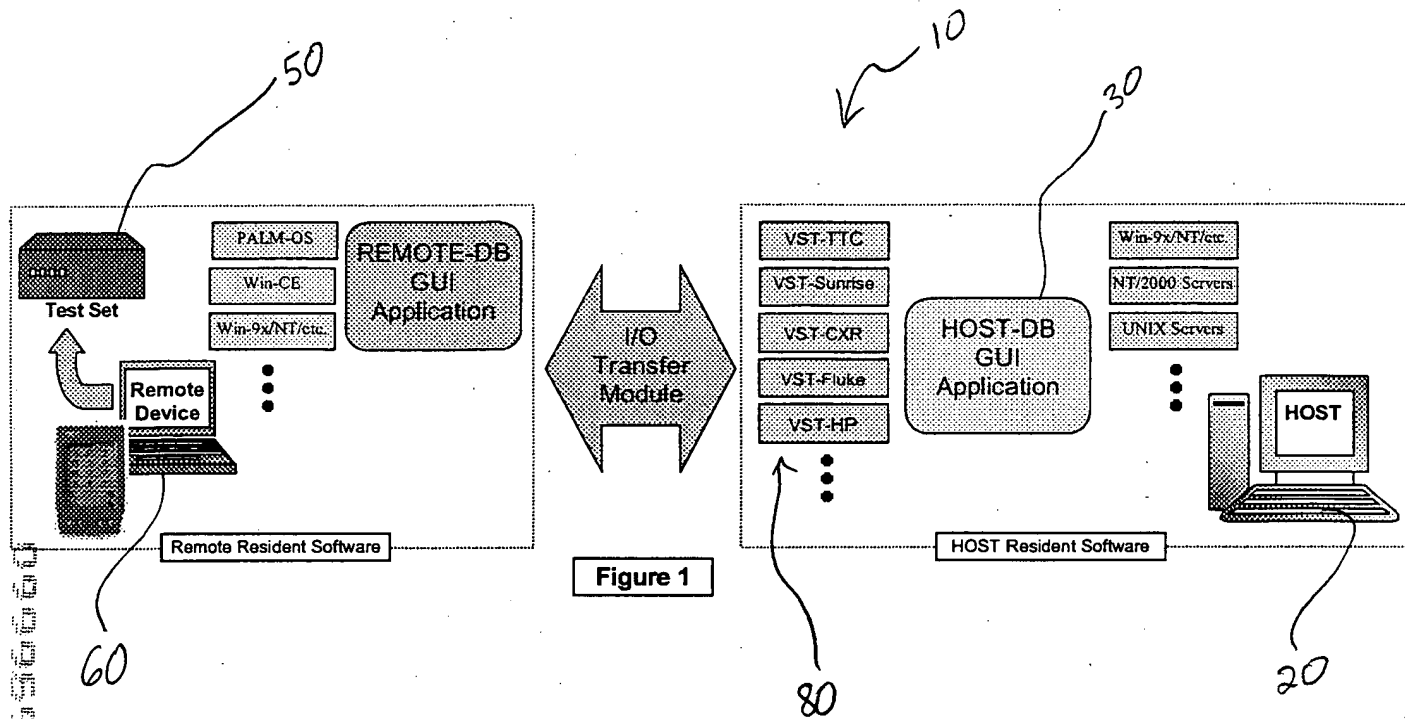 10
50
30
Test Set
PALM-OS
Win-CE
Win-9x/NT/etc.
REMOTE-DB
GUI
Application
Remote
Device
Remote Resident Software
I/O
Transfer
Module
VST-TTC
VST-Sunrise
VST-CXR
VST-Fluke
VST-HP
HOST-DB
GUI
Application
Win-9x/NT/etc.
NT/2000 Servers
UNIX Servers
HOST
HOST Resident Software
Figure 1
60
80
20